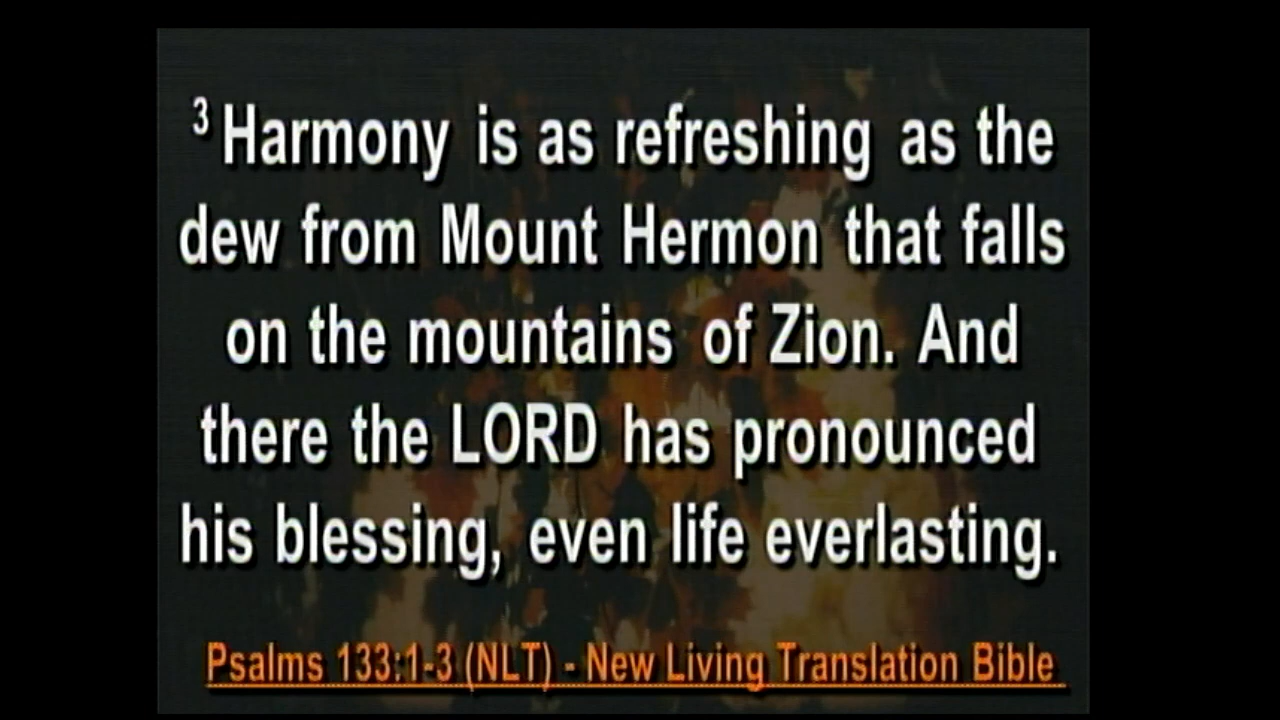 3 Harmony is as refreshing as the
dew from Mount Hermon that falls
on the mountains of Zion. And
there the LORD has pronounced
his blessing, even life everlasting.
Psalms 133:1-3 (NLT) - New Living Translation Bible